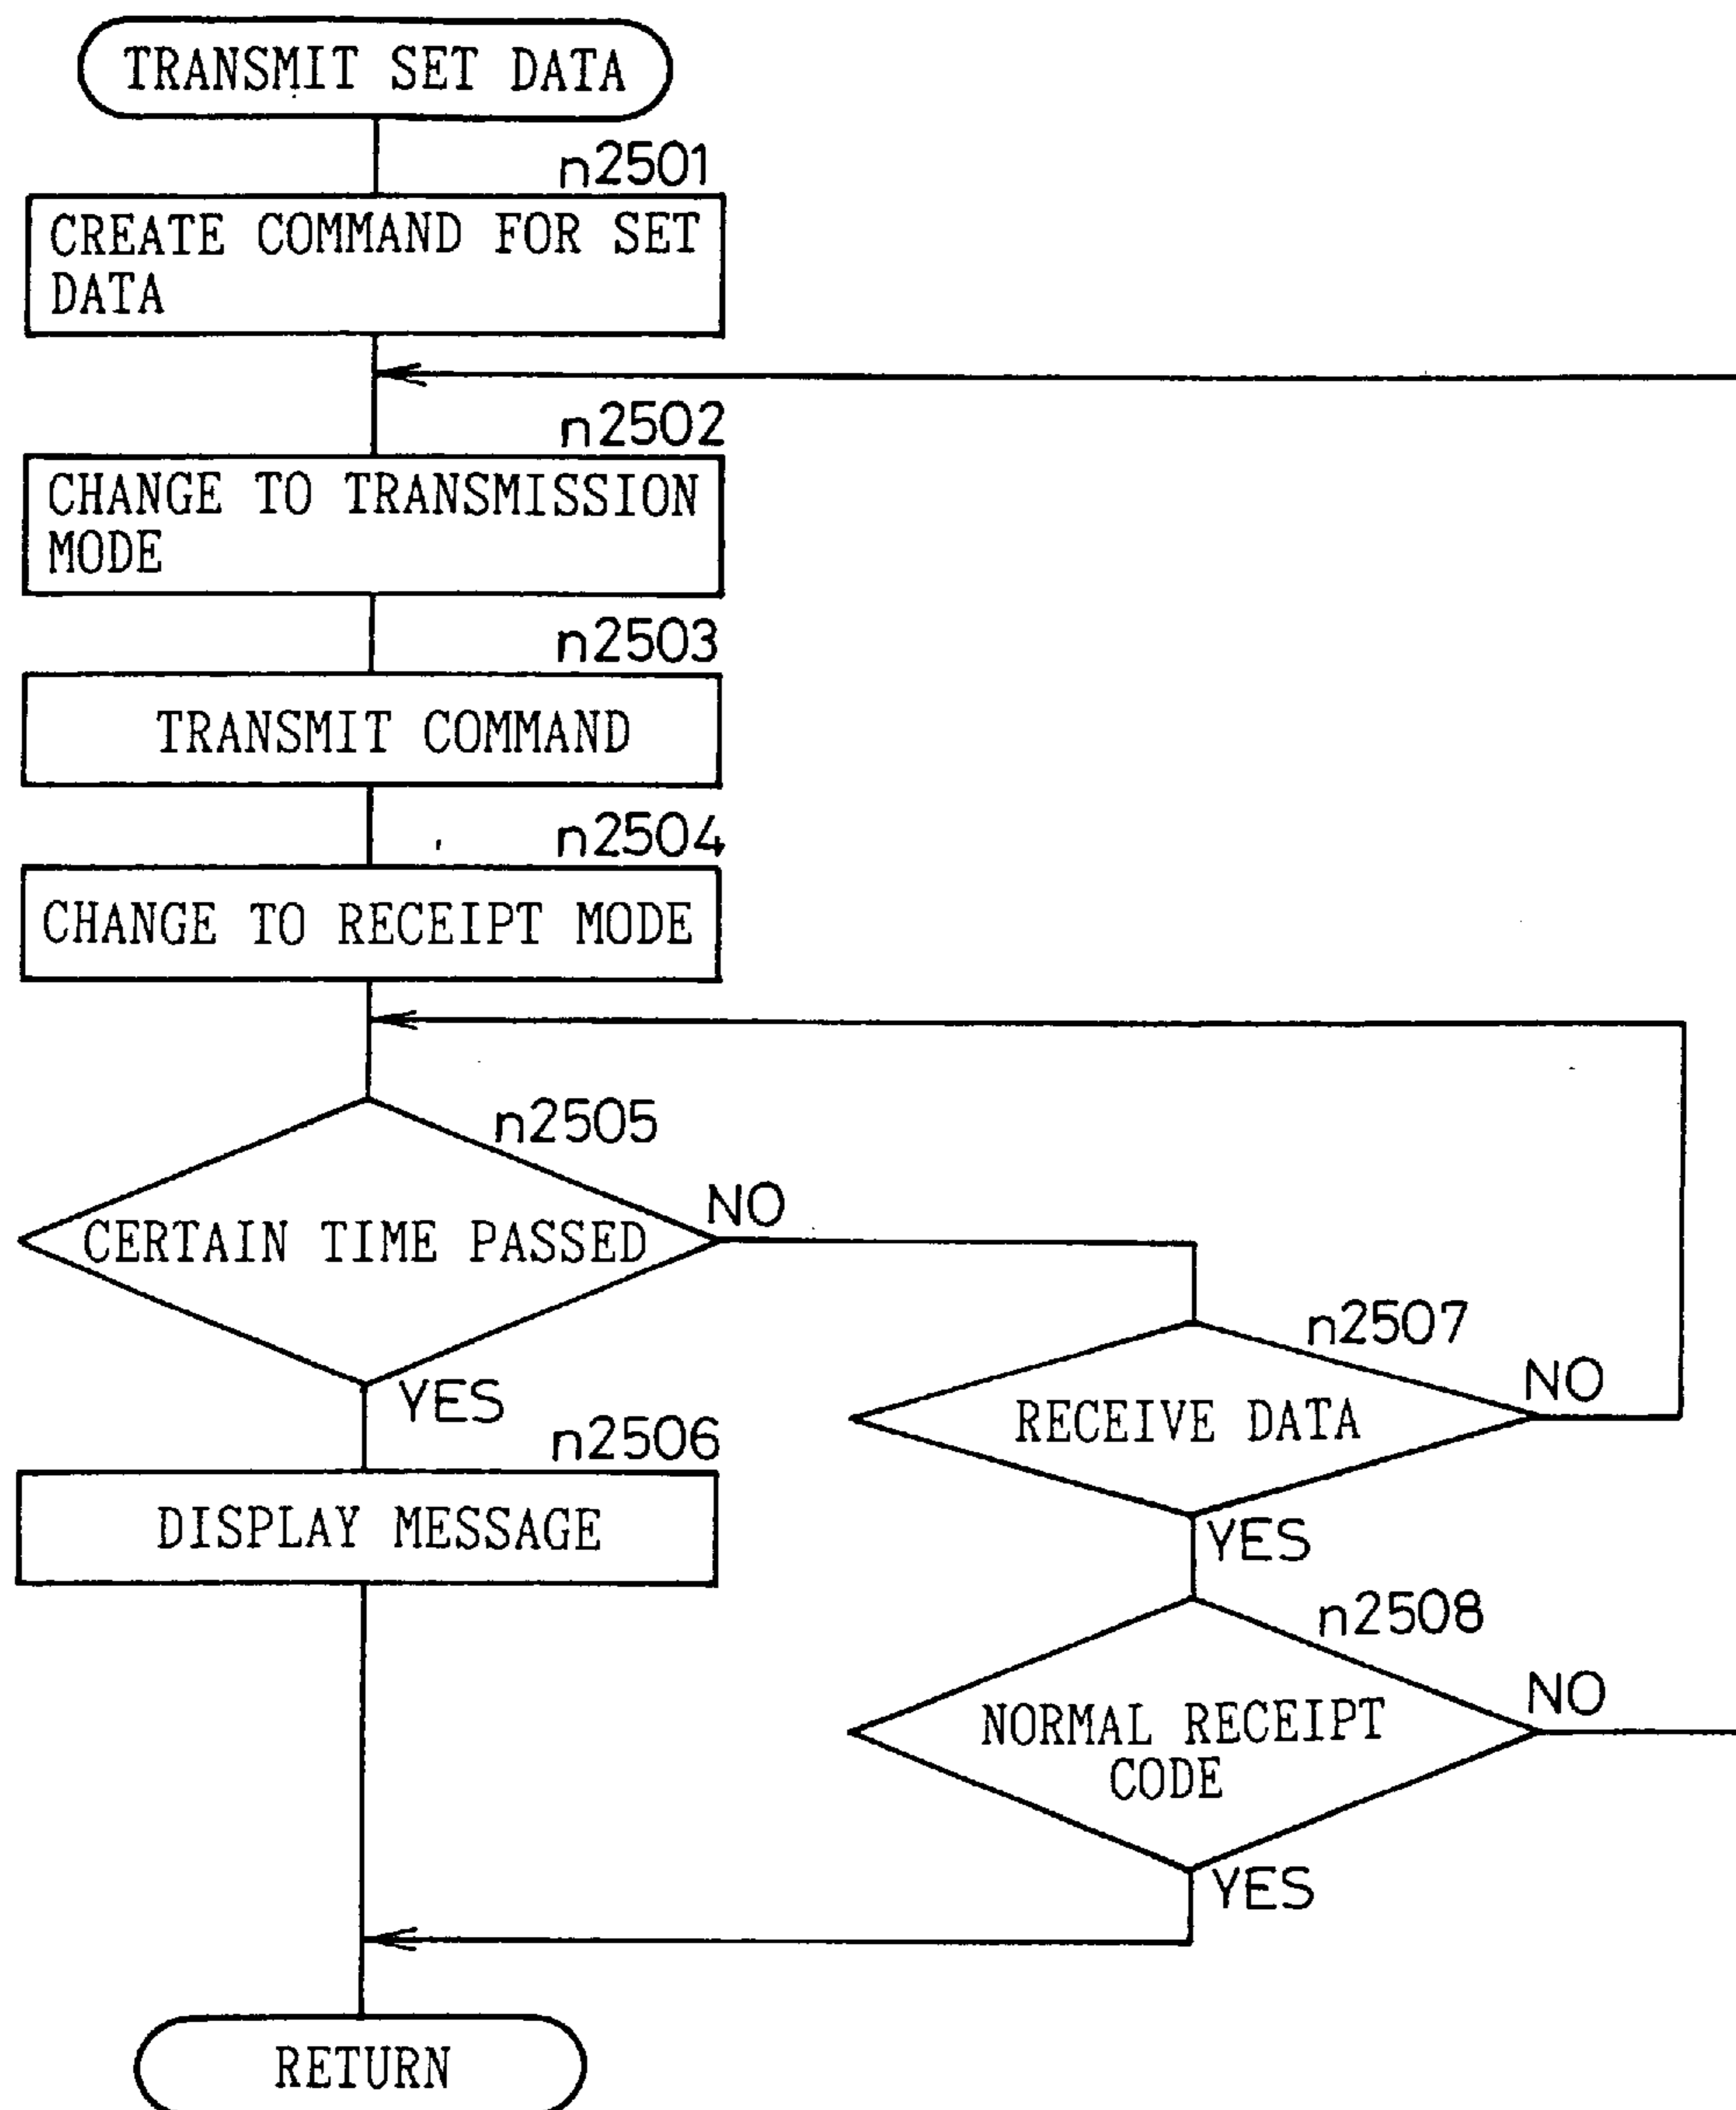 TRANSMIT SET DATA
n2501
CREATE COMMAND FOR SET
DATA
n2502
CHANGE TO TRANSMISSION
MODE
n2503
TRANSMIT COMMAND
n2504
CHANGE TO RECEIPT MODE
n2505
CERTAIN TIME PASSED
NO
YES
n2506
DISPLAY MESSAGE
n2507
RECEIVE DATA
NO
YES
n2508
NORMAL RECEIPT
CODE
NO
YES
RETURN